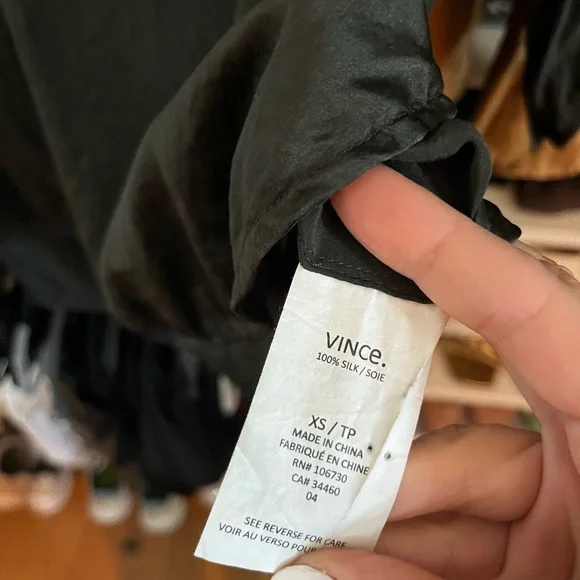 VINce.
100% SILK / SOIE
XS / TP
MADE IN CHINA
FABRIQUÉ EN CHINE
RN# 106730
CA# 34460
04
SEE REVERSE FOR CARE
VOIR AU VERSO POUR